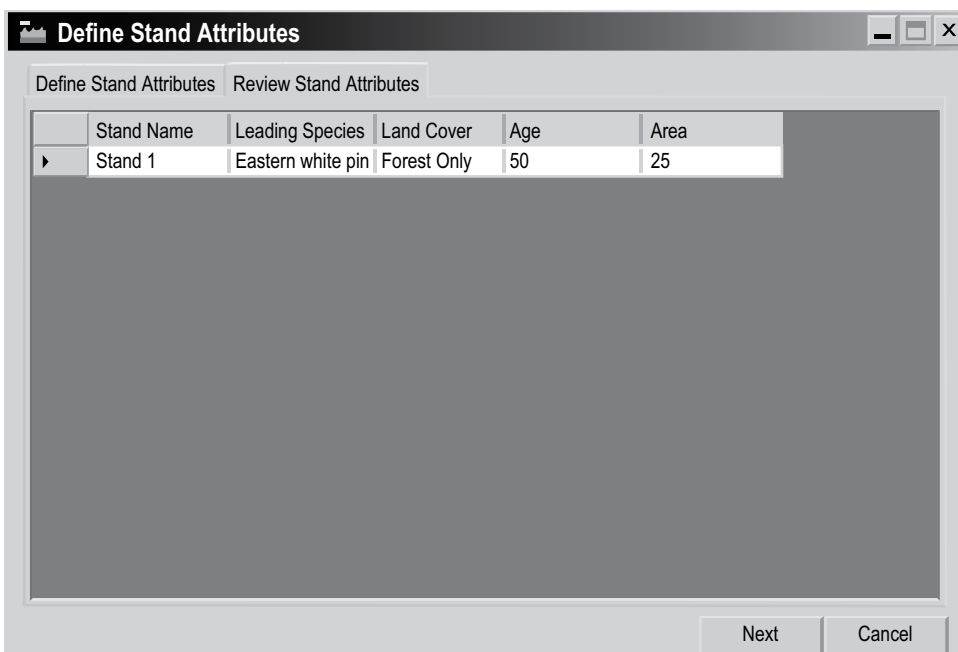 Define Stand Attributes
Define Stand Attributes Review Stand Attributes
Stand Name Leading Species Land Cover Age Area
Stand 1 Eastern white pin Forest Only 50 25
Next Cancel